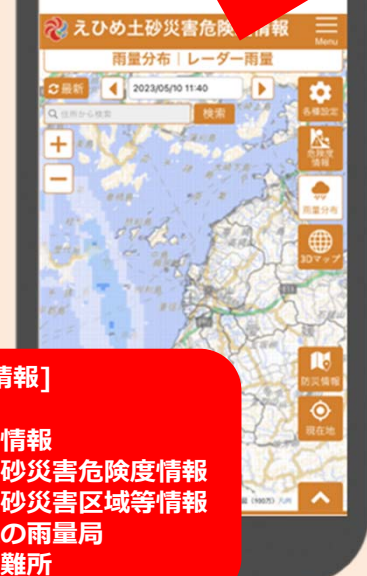 えひめ土砂災害危険
情報
Menu
雨量分布｜レーダー雨量
最新
2023/05/10 11:40
各種設定
住所から検索
検索
危険度
情報
雨量分布
3Dマップ
防災情報
現在地
情報]
情報
砂災害危険度情報
砂災害区域等情報
の雨量局
難所